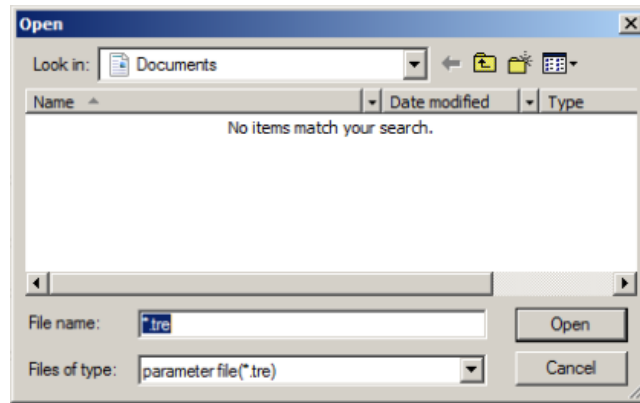 Open
Look in: Documents
Name Date modified Type
No items match your search.
File name: *.tre Open
Files of type: parameter file(*.tre) Cancel